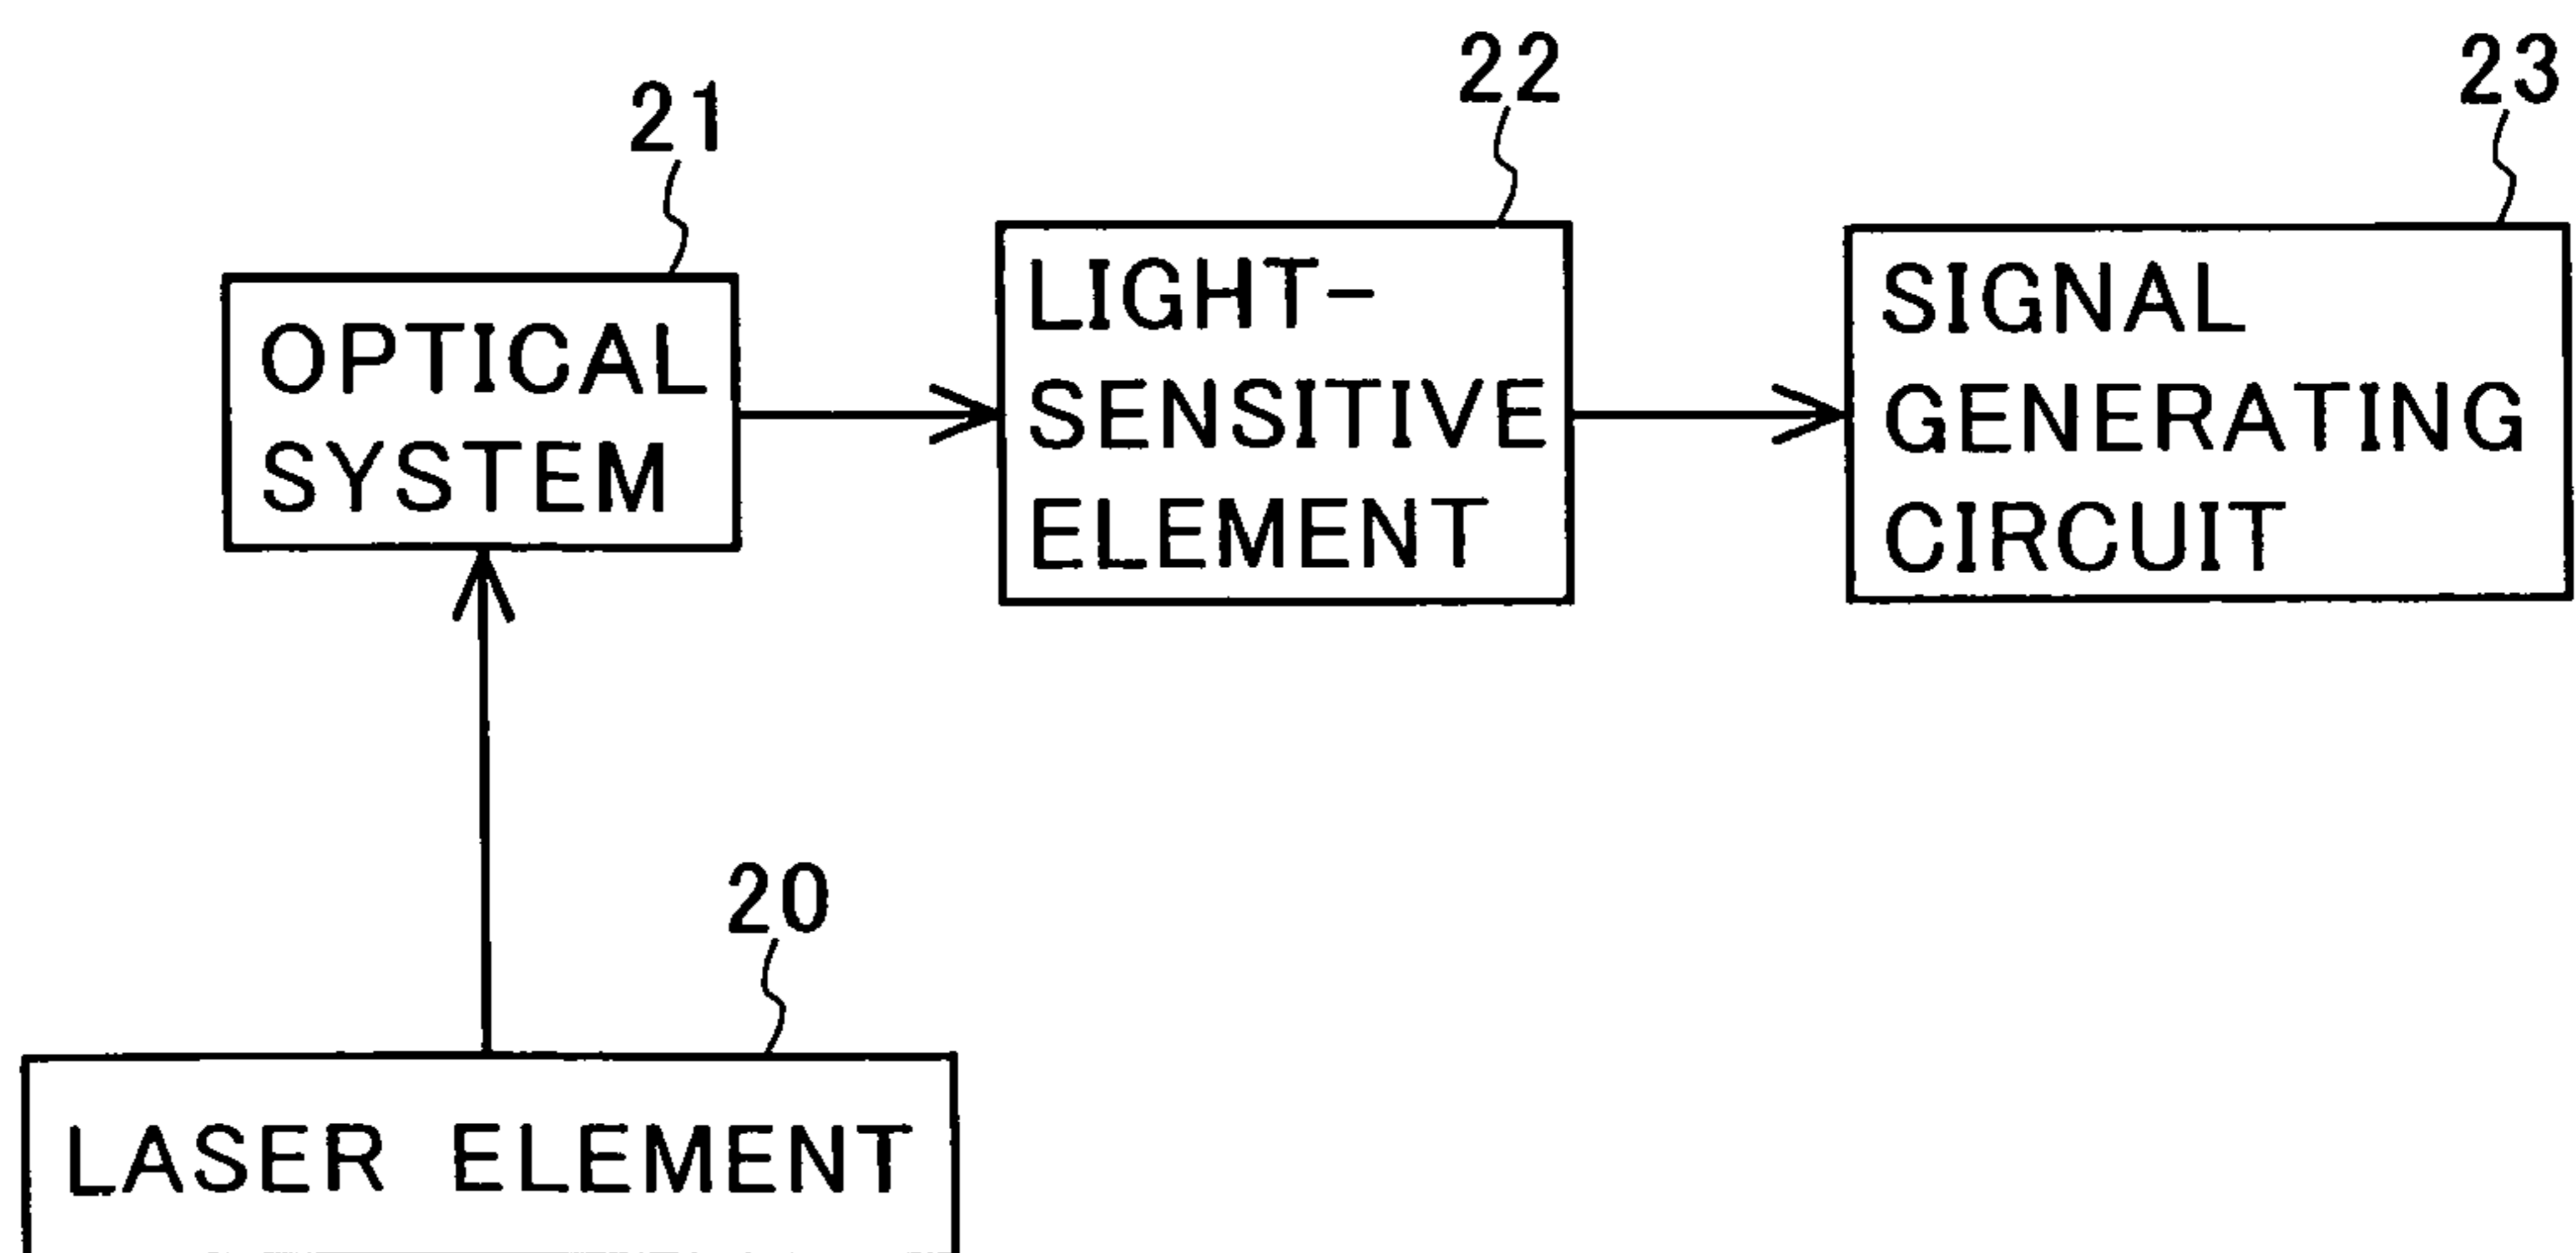 21
22
23
OPTICAL
SYSTEM
LIGHT-
SENSITIVE
ELEMENT
SIGNAL
GENERATING
CIRCUIT
20
LASER ELEMENT